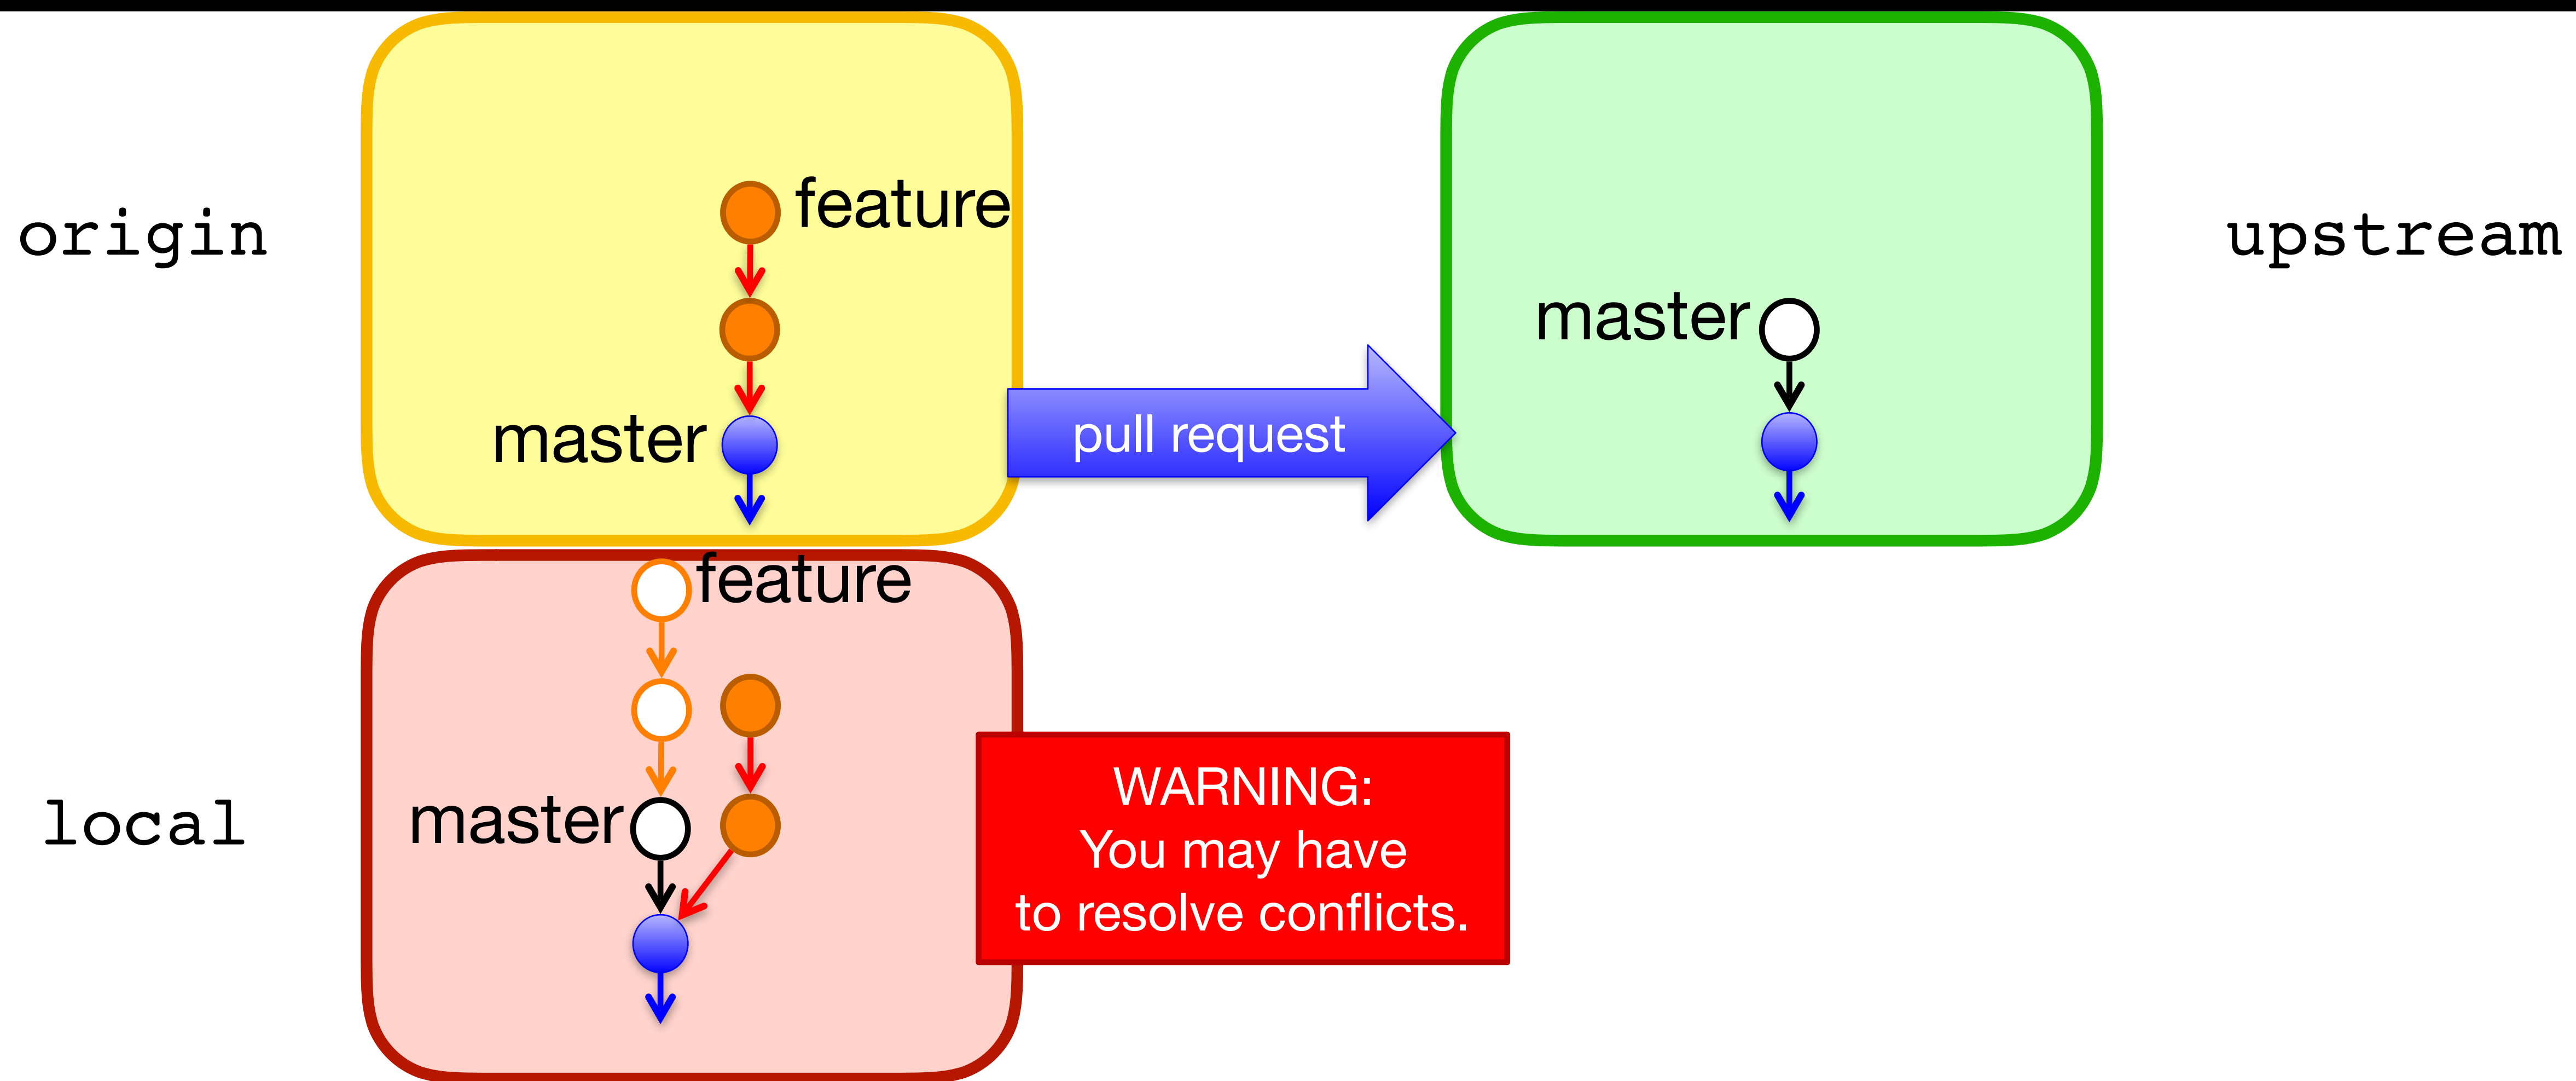 origin
feature
master
pull request
master
upstream
local
feature
master
WARNING:
You may have
to resolve conflicts.